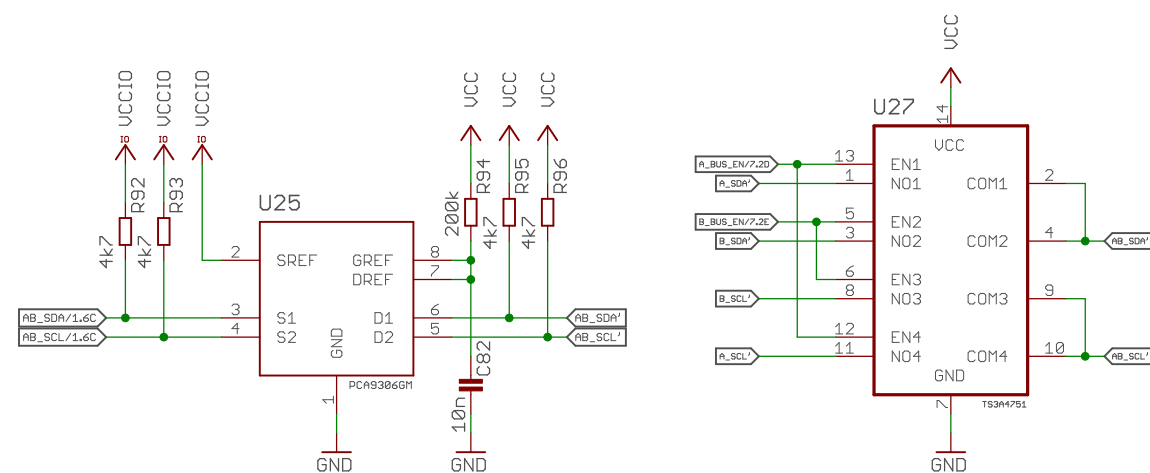 VCCIO
VCCIO
VCCIO
VCC
VCC
VCC
IO
IO
IO
R92
4k7
R93
4k7
R94
200k
R95
4k7
R96
4k7
U25
2 SREF GREF 8
DREF 7
AB_SDA/1.6C 3 S1 D1 6 AB_SDA'
AB_SCL/1.6C 4 S2 D2 5 AB_SCL'
GND
PCA9306GM
1
GND
C82
10n
GND
VCC
U27
14
VCC
A_BUS_EN/7.2D 13 EN1
A_SDA' 1 NO1 COM1 2
B_BUS_EN/7.2E 5 EN2
B_SDA' 3 NO2 COM2 4 AB_SDA'
6 EN3
B_SCL' 8 NO3 COM3 9
12 EN4
A_SCL' 11 NO4 COM4 10 AB_SCL'
GND
TS3A4751
7
GND